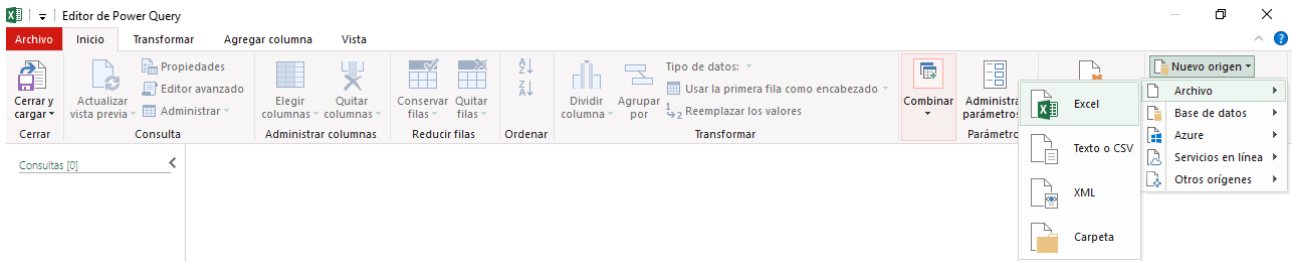 Editor de Power Query
Archivo Inicio Transformar Agregar columna Vista
Cerrar y cargar
Actualizar vista previa
Propiedades
Editor avanzado
Administrar
Elegir columnas
Quitar columnas
Conservar filas
Quitar filas
Dividir columna
Agrupar por
Tipo de datos:
Usar la primera fila como encabezado
Reemplazar los valores
Combinar
Administra parámetros
Nuevo origen
Cerrar Consulta Administrar columnas Reducir filas Ordenar Transformar Parámetro
Archivo
Base de datos
Azure
Servicios en línea
Otros orígenes
Excel
Texto o CSV
XML
Carpeta
Consultas [0]